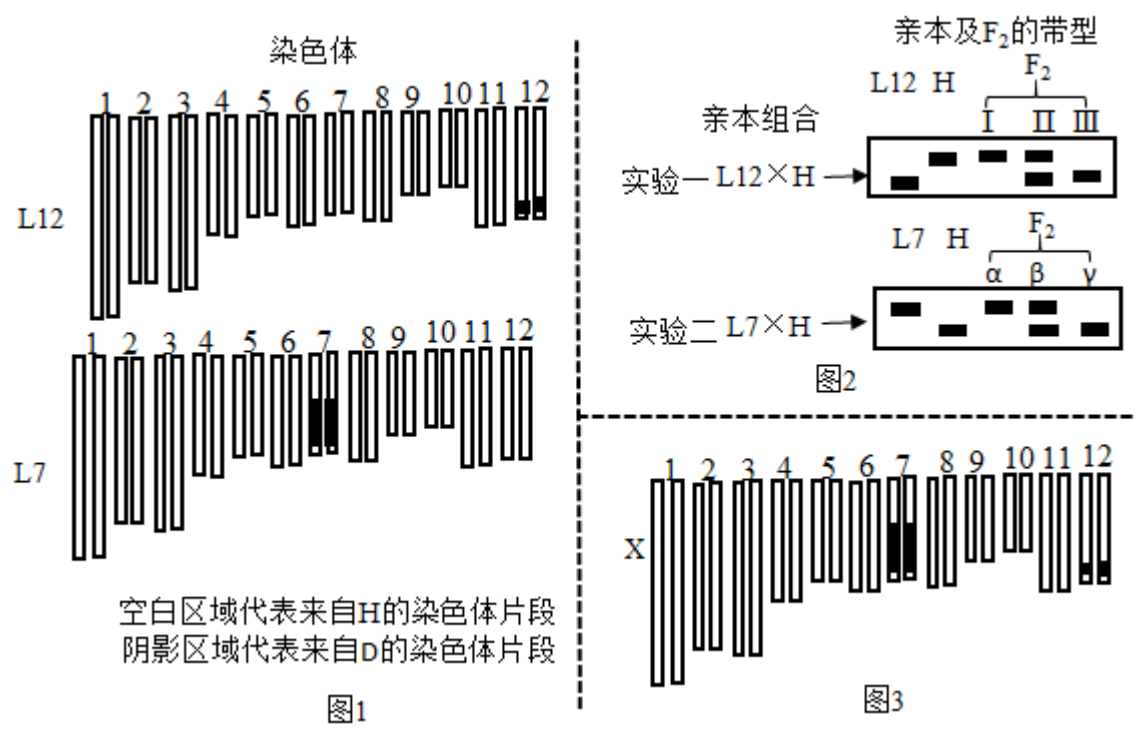 染色体
1 2 3 4 5 6 7 8 9 10 11 12
L12
1 2 3 4 5 6 7 8 9 10 11 12
L7
空白区域代表来自H的染色体片段
阴影区域代表来自D的染色体片段
图1
亲本及F₂的带型
L12 H F₂
亲本组合 Ⅰ Ⅱ Ⅲ
实验一 L12×H
L7 H F₂
α β γ
实验二 L7×H
图2
1 2 3 4 5 6 7 8 9 10 11 12
X
图3